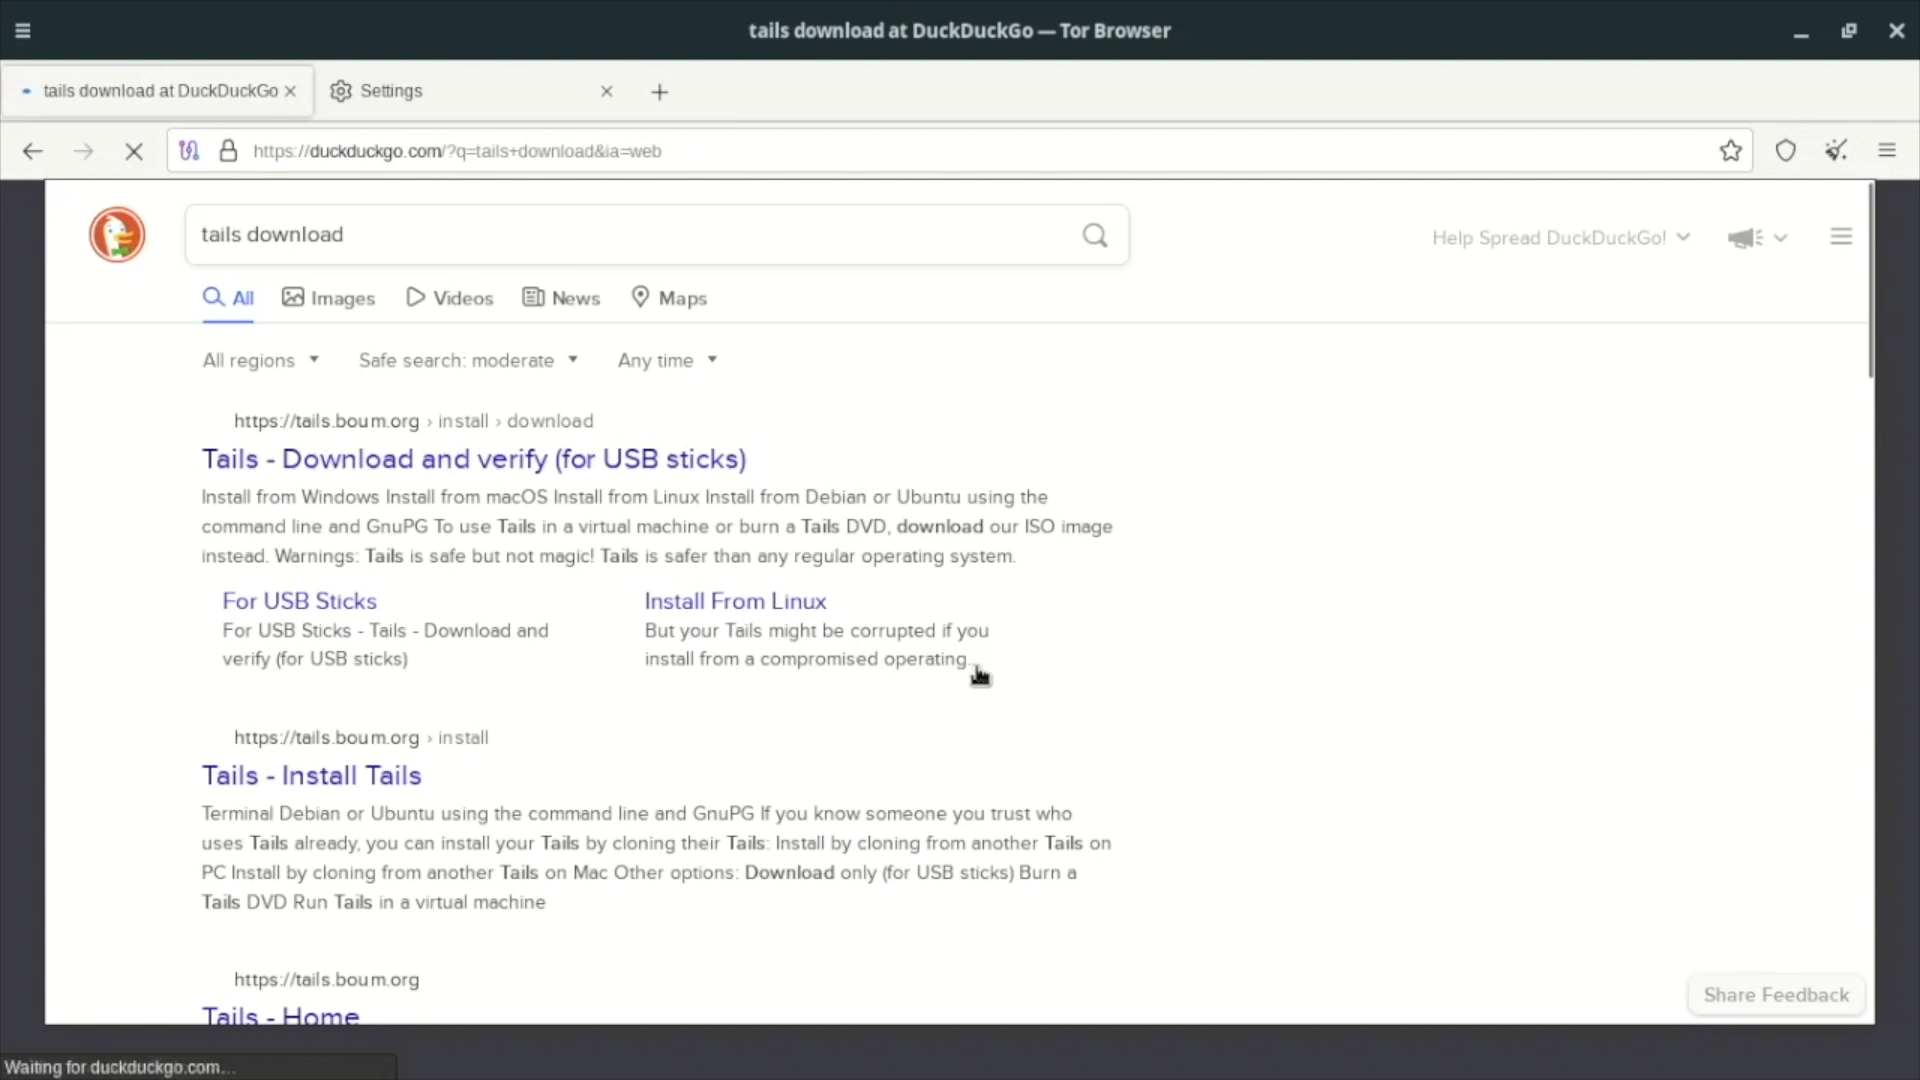 tails download at DuckDuckGo — Tor Browser
tails download at DuckDuckGo
Settings
https://duckduckgo.com/?q=tails+download&ia=web
tails download
Help Spread DuckDuckGo!
All
Images
Videos
News
Maps
All regions
Safe search: moderate
Any time
https://tails.boum.org › install › download
Tails - Download and verify (for USB sticks)
Install from Windows Install from macOS Install from Linux Install from Debian or Ubuntu using the
command line and GnuPG To use Tails in a virtual machine or burn a Tails DVD, download our ISO image
instead. Warnings: Tails is safe but not magic! Tails is safer than any regular operating system.
For USB Sticks
For USB Sticks - Tails - Download and
verify (for USB sticks)
Install From Linux
But your Tails might be corrupted if you
install from a compromised operating...
https://tails.boum.org › install
Tails - Install Tails
Terminal Debian or Ubuntu using the command line and GnuPG If you know someone you trust who
uses Tails already, you can install your Tails by cloning their Tails: Install by cloning from another Tails on
PC Install by cloning from another Tails on Mac Other options: Download only (for USB sticks) Burn a
Tails DVD Run Tails in a virtual machine
https://tails.boum.org
Tails - Home
Share Feedback
Waiting for duckduckgo.com…